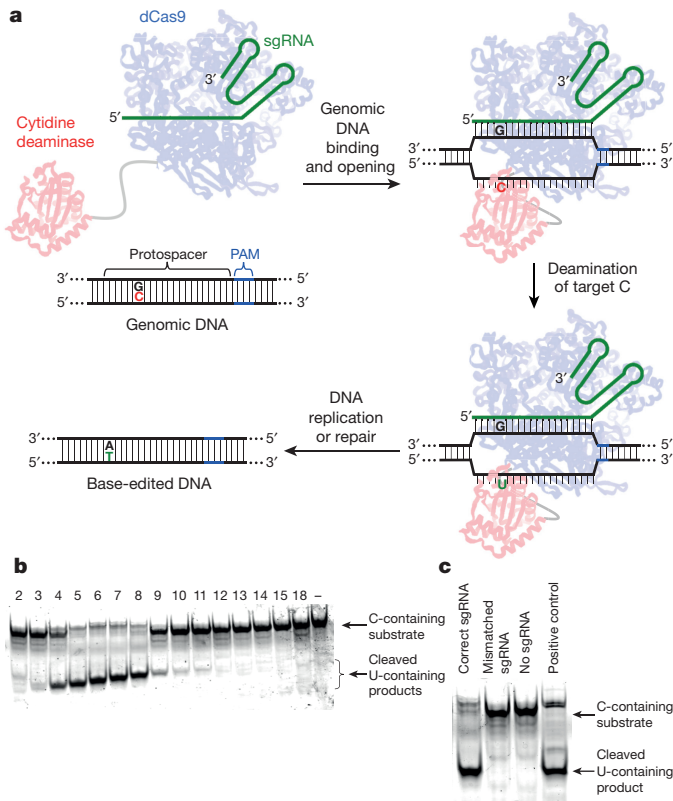 a
dCas9
sgRNA
3′
5′
Cytidine
deaminase
Genomic
DNA
binding
and opening
5′
3′
G
3′ 5′
5′ 3′
C
Protospacer PAM
3′ 5′
G
C
5′ 3′
Genomic DNA
Deamination
of target C
3′
5′
G
3′ 5′
5′ 3′
U
DNA
replication
or repair
3′ 5′
A
T
5′ 3′
Base-edited DNA
b
2 3 4 5 6 7 8 9 10 11 12 13 14 15 18 –
C-containing
substrate
Cleaved
U-containing
products
c
Correct sgRNA
Mismatched
sgRNA
No sgRNA
Positive control
C-containing
substrate
Cleaved
U-containing
product